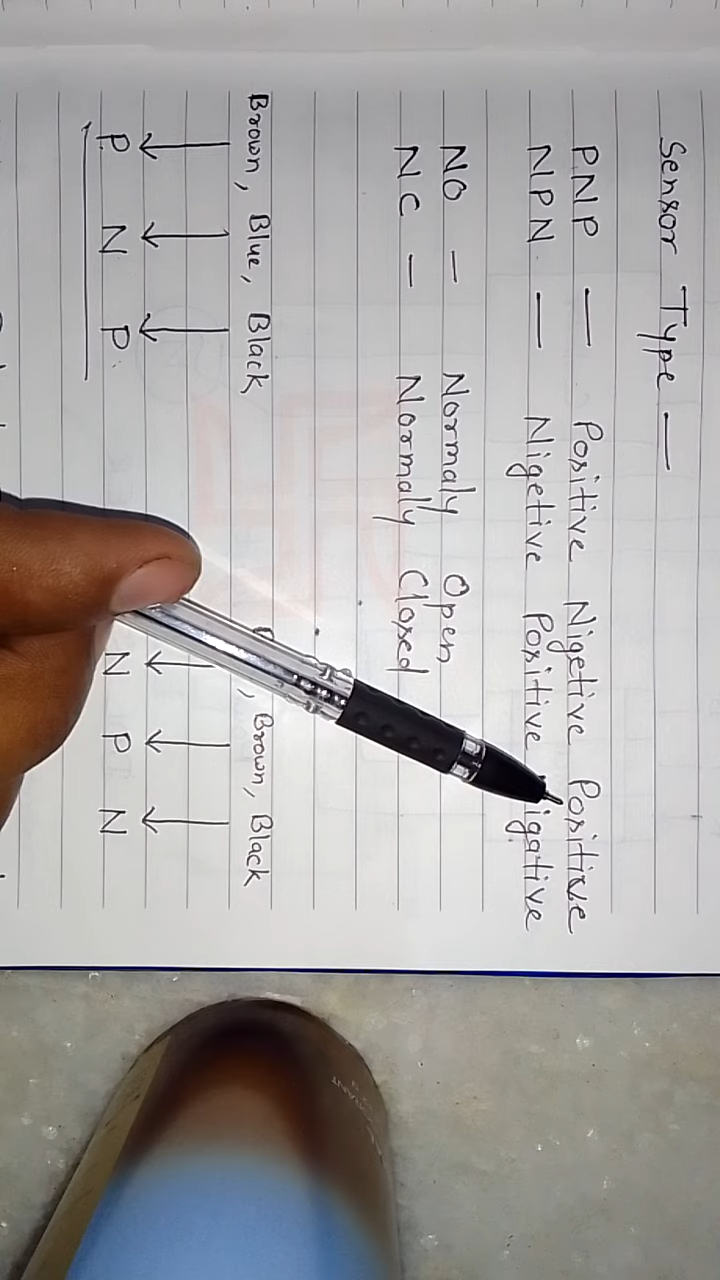 Sensor Type —
PNP — Positive Nigetive Positive
NPN — Nigetive Positive Nigative
NO — Normaly Open
NC — Normaly Closed
Brown, Blue, Black
P N P
, Brown, Black
N P N